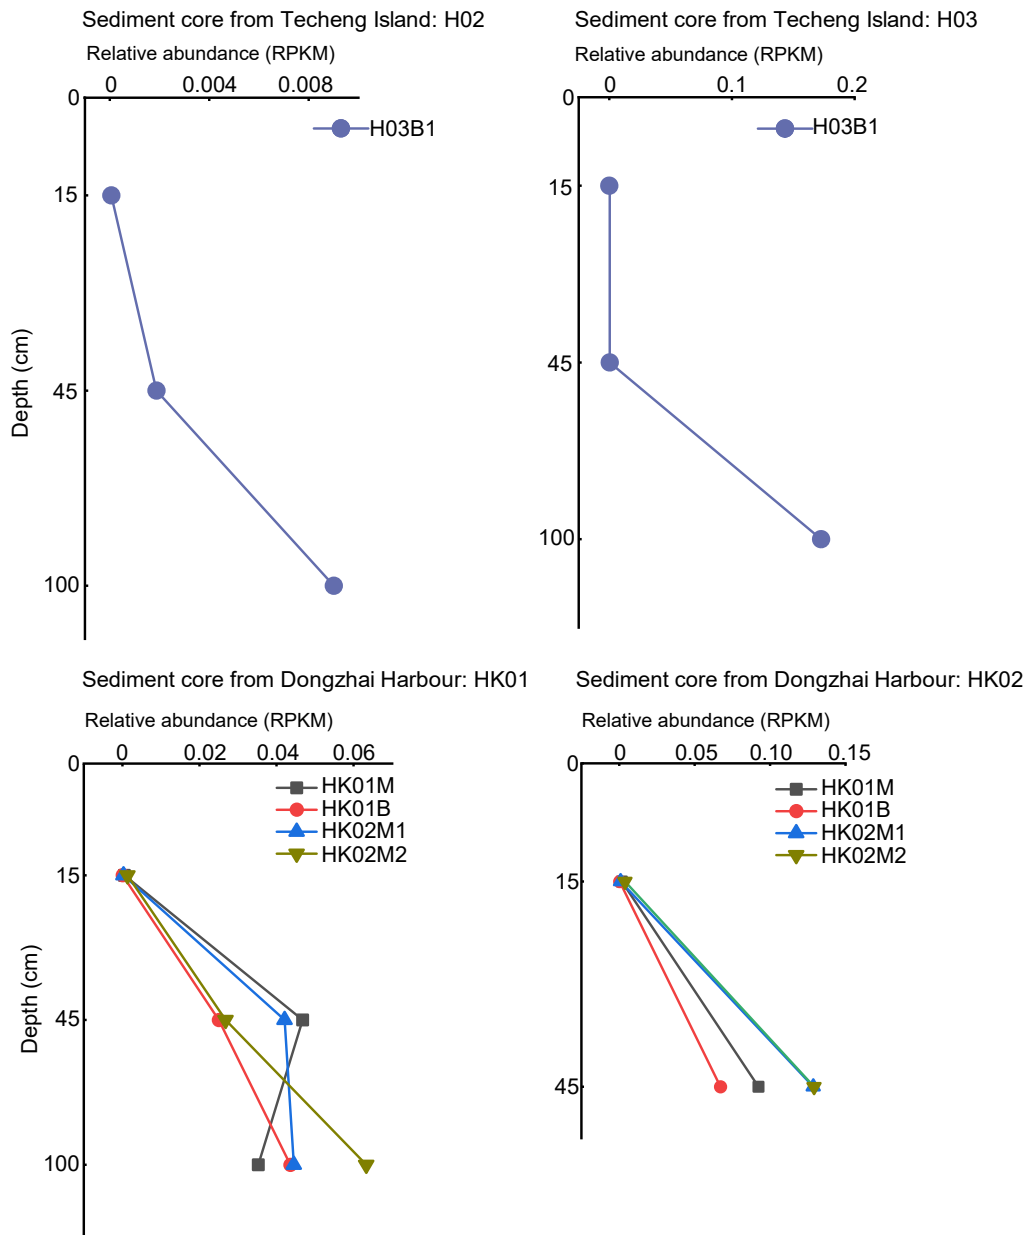 Sediment core from Techeng Island: H02
Relative abundance (RPKM)
0 0.004 0.008
0
H03B1
15
45
100
Depth (cm)
Sediment core from Techeng Island: H03
Relative abundance (RPKM)
0 0.1 0.2
0
H03B1
15
45
100
Sediment core from Dongzhai Harbour: HK01
Relative abundance (RPKM)
0 0.02 0.04 0.06
0
HK01M
HK01B
HK02M1
HK02M2
15
45
100
Depth (cm)
Sediment core from Dongzhai Harbour: HK02
Relative abundance (RPKM)
0 0.05 0.10 0.15
0
HK01M
HK01B
HK02M1
HK02M2
15
45